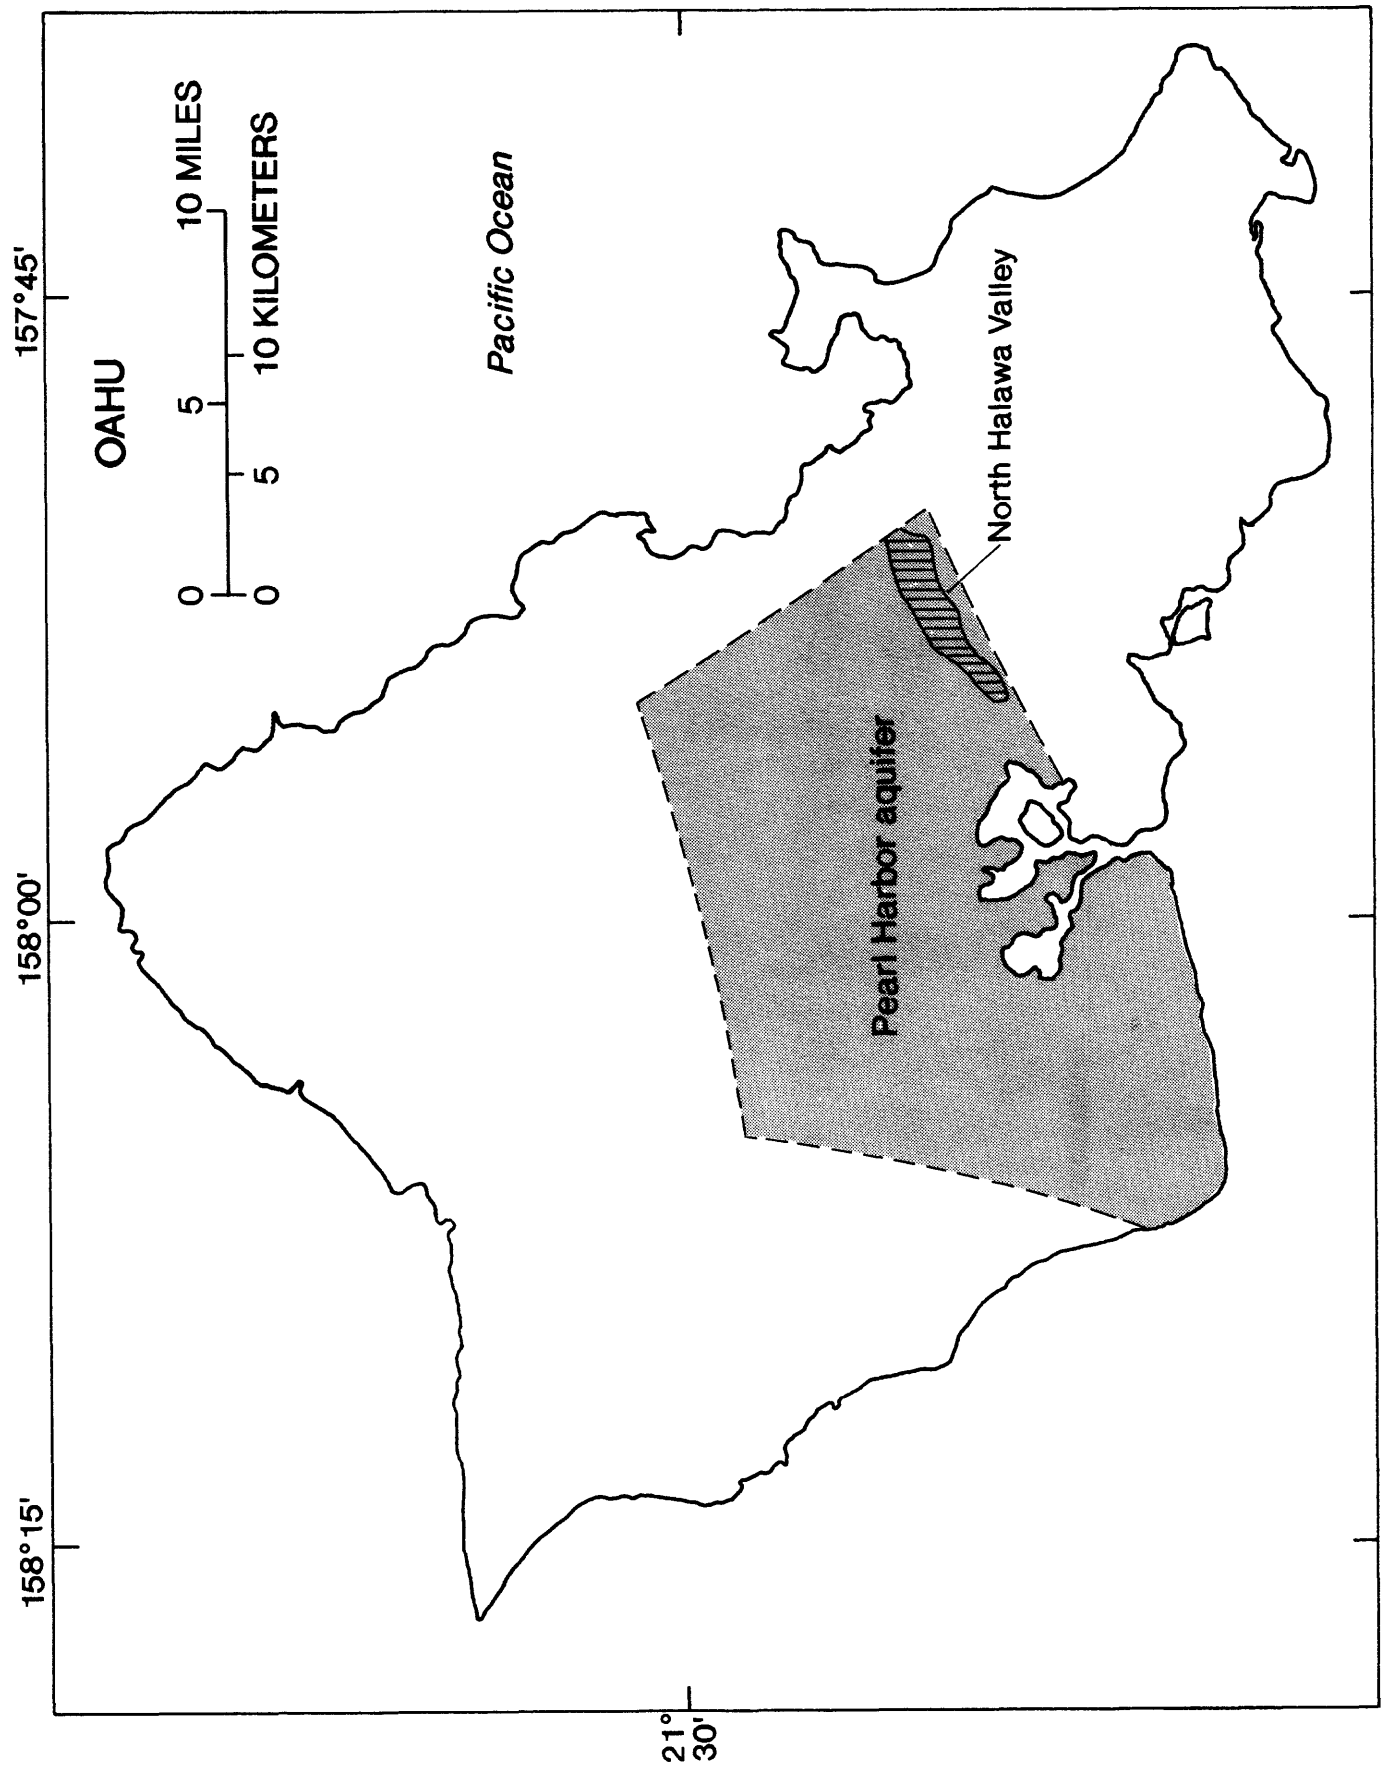 158°15'
158°00'
157°45'
OAHU
0 5 10 MILES
0 5 10 KILOMETERS
Pacific Ocean
21°
30'
Pearl Harbor aquifer
North Halawa Valley